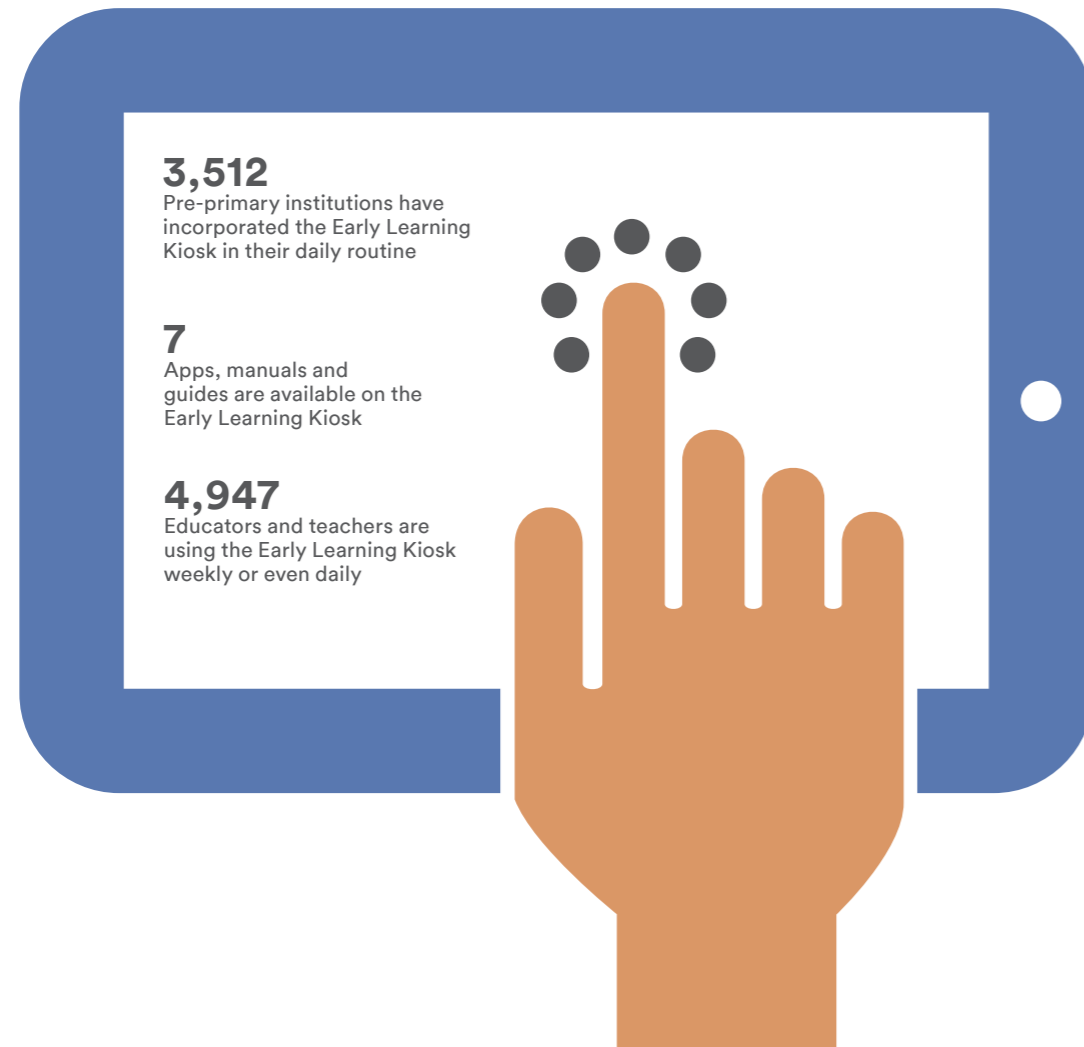 3,512
Pre-primary institutions have
incorporated the Early Learning
Kiosk in their daily routine
7
Apps, manuals and
guides are available on the
Early Learning Kiosk
4,947
Educators and teachers are
using the Early Learning Kiosk
weekly or even daily